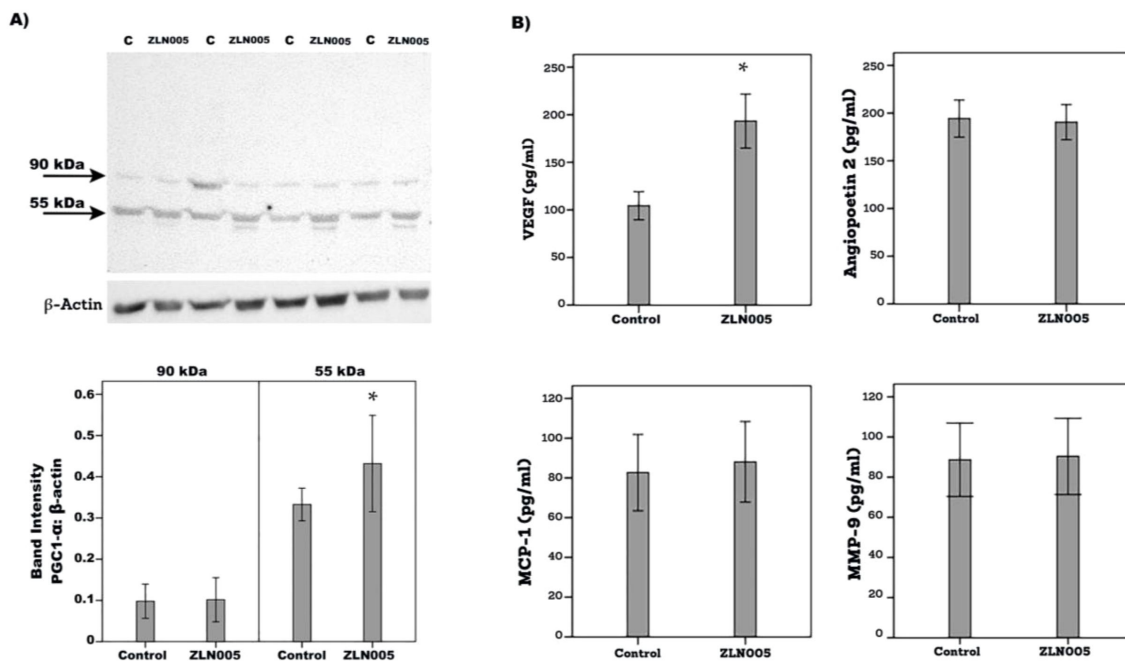 A)
C ZLN005 C ZLN005 C ZLN005 C ZLN005
90 kDa
55 kDa
β-Actin
90 kDa 55 kDa
0.6
0.5
0.4
0.3
0.2
0.1
0
Band Intensity
PGC1-α: β-actin
*
Control ZLN005 Control ZLN005
B)
250
200
150
100
50
0
VEGF (pg/ml)
*
Control ZLN005
250
200
150
100
50
0
Angiopoetin 2 (pg/ml)
Control ZLN005
120
100
80
60
40
20
0
MCP-1 (pg/ml)
Control ZLN005
120
100
80
60
40
20
0
MMP-9 (pg/ml)
Control ZLN005